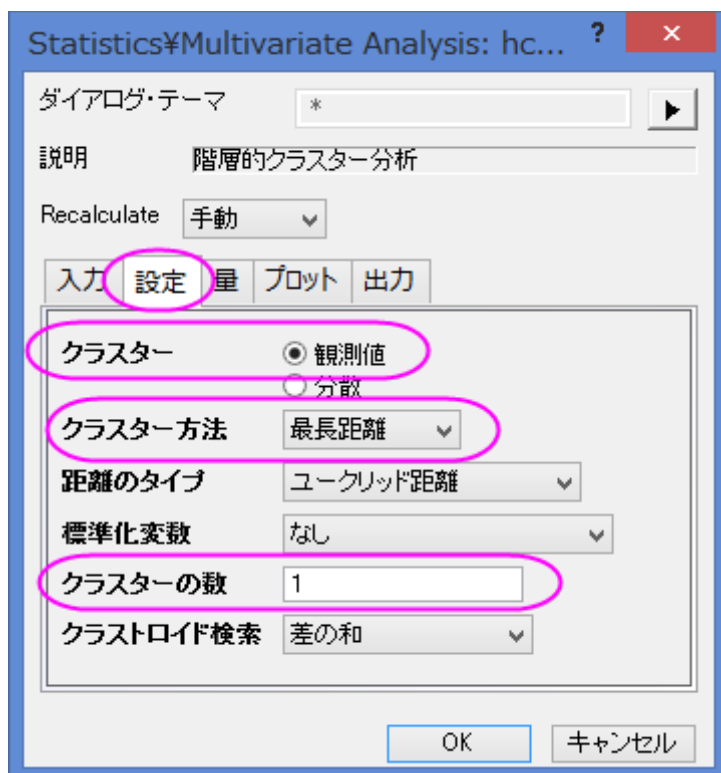 Statistics¥Multivariate Analysis: hc... ? ×
ダイアログ・テーマ *
説明 階層的クラスター分析
Recalculate 手動
入力 設定 量 プロット 出力
クラスター 観測値
分散
クラスター方法 最長距離
距離のタイプ ユークリッド距離
標準化変数 なし
クラスターの数 1
クラストロイド検索 差の和
OK キャンセル